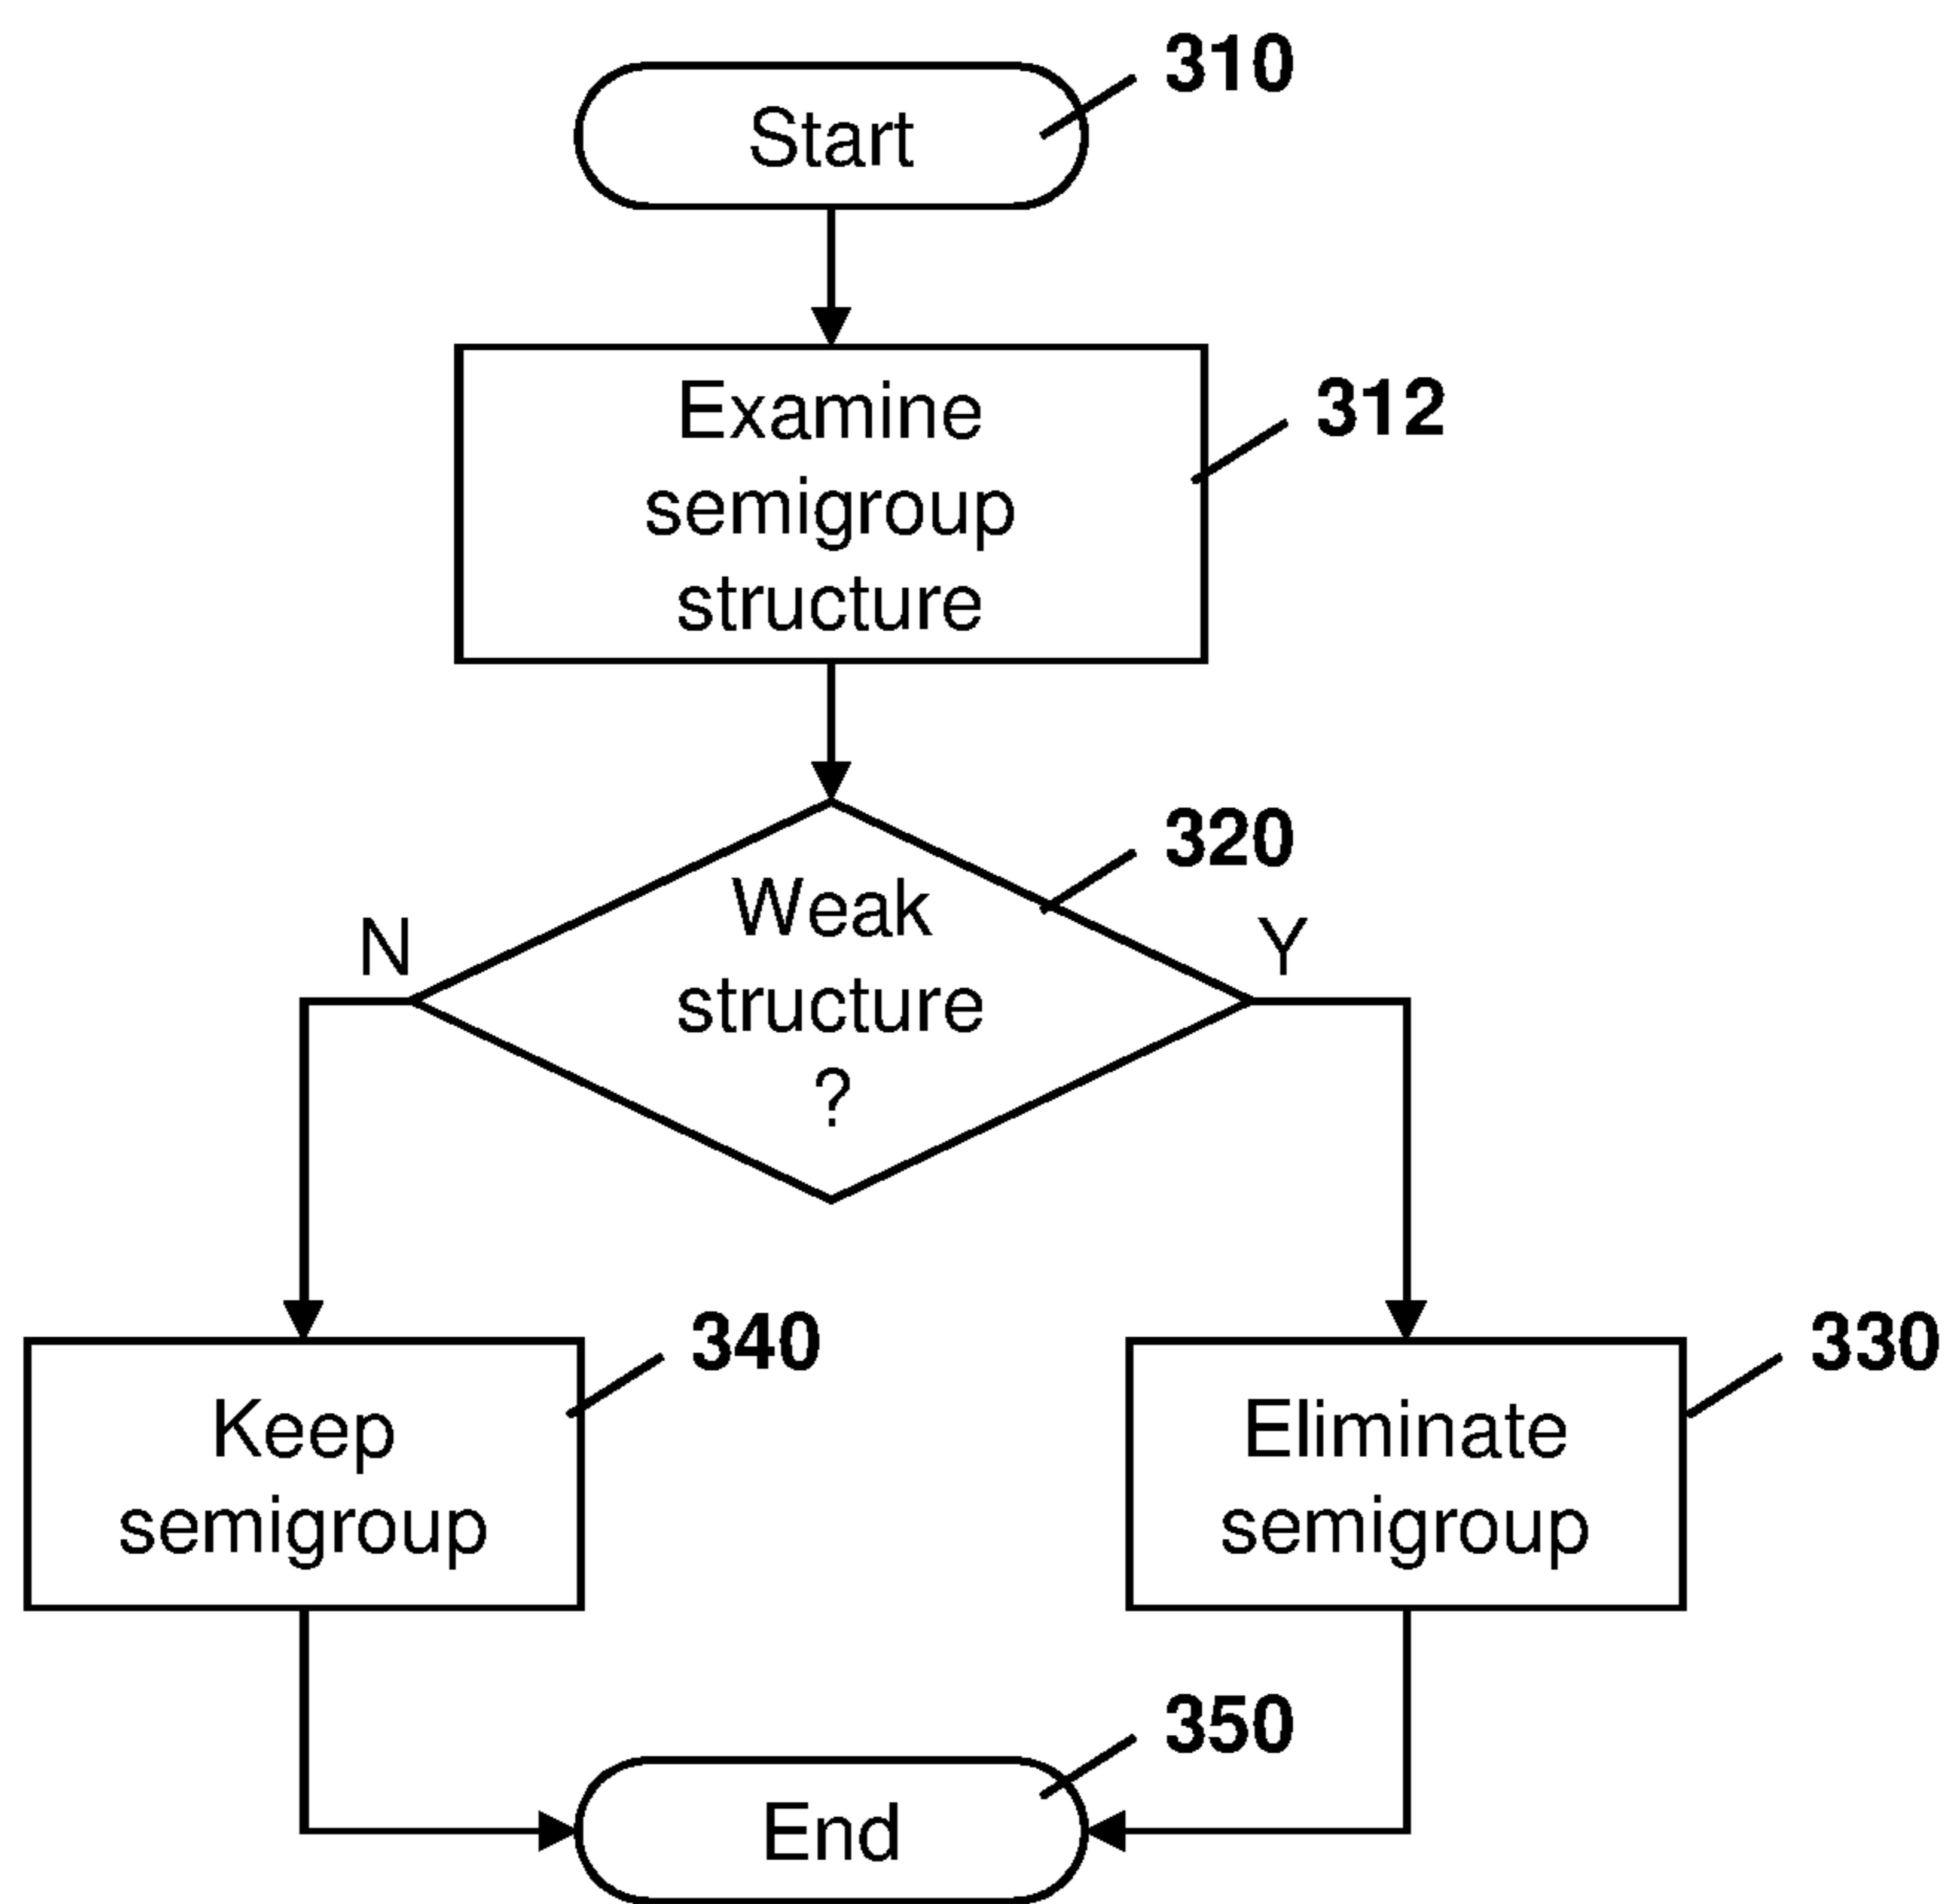 310
Start
312
Examine
semigroup
structure
320
Weak
structure
?
N
Y
340
Keep
semigroup
330
Eliminate
semigroup
350
End